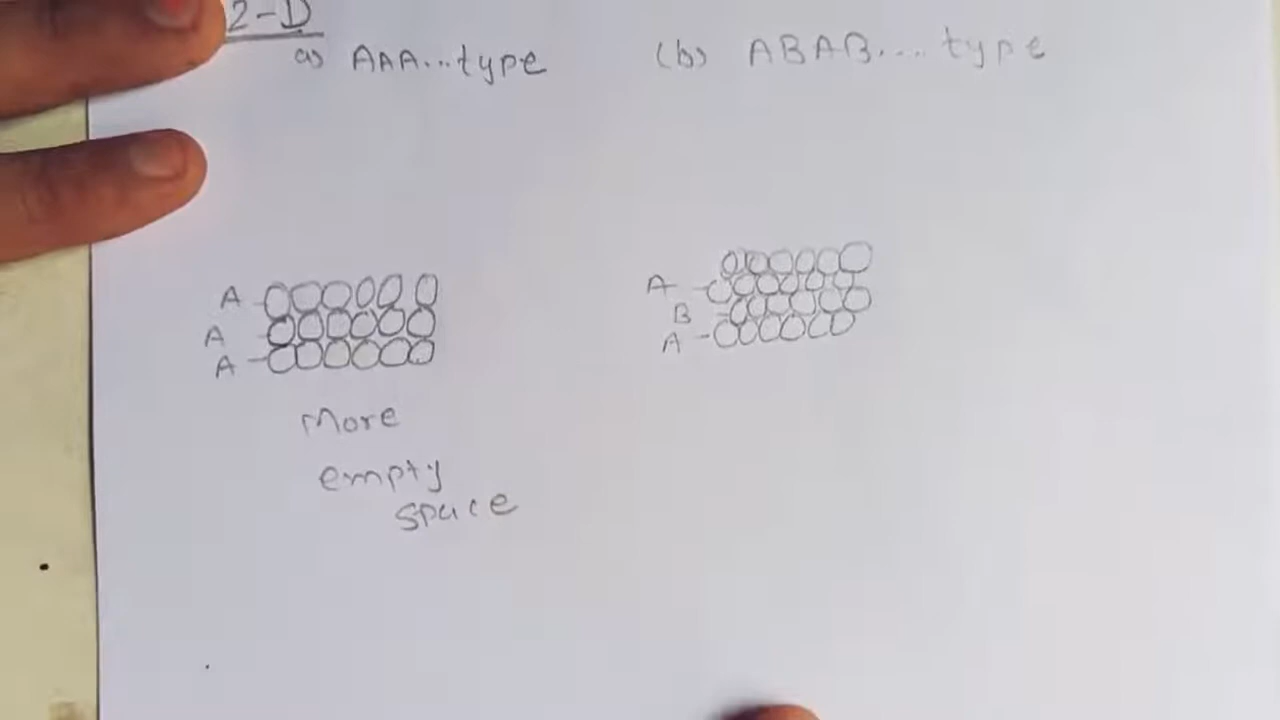 2-D
a) AAA...type
(b) ABAB....type
A
A
A
More
empty
space
A
B
A